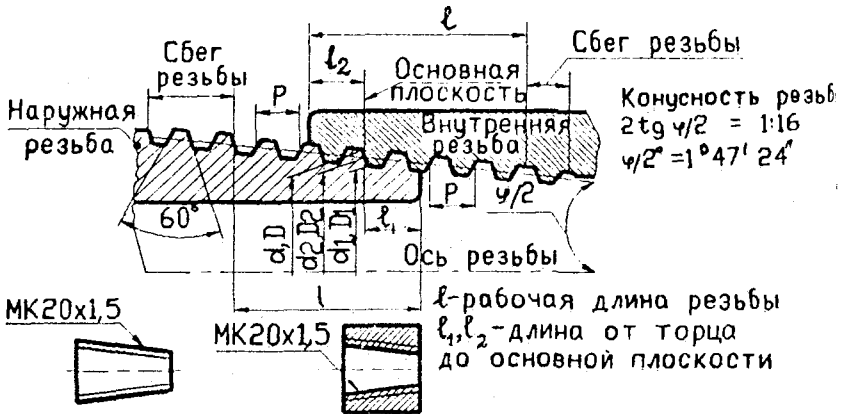 ℓ
Сбег
резьбы
ℓ2
P
Основная
плоскость
Сбег резьбы
Наружная
резьба
Внутренняя
резьба
Конусность резьб
2tg φ/2 = 1:16
φ/2°=1°47′24″
60°
d,D
d2,D2
d1,D1
ℓ1
P
φ/2
Ось резьбы
МК20х1,5
l
МК20х1,5
ℓ-рабочая длина резьбы
ℓ1,ℓ2-длина от торца
до основной плоскости